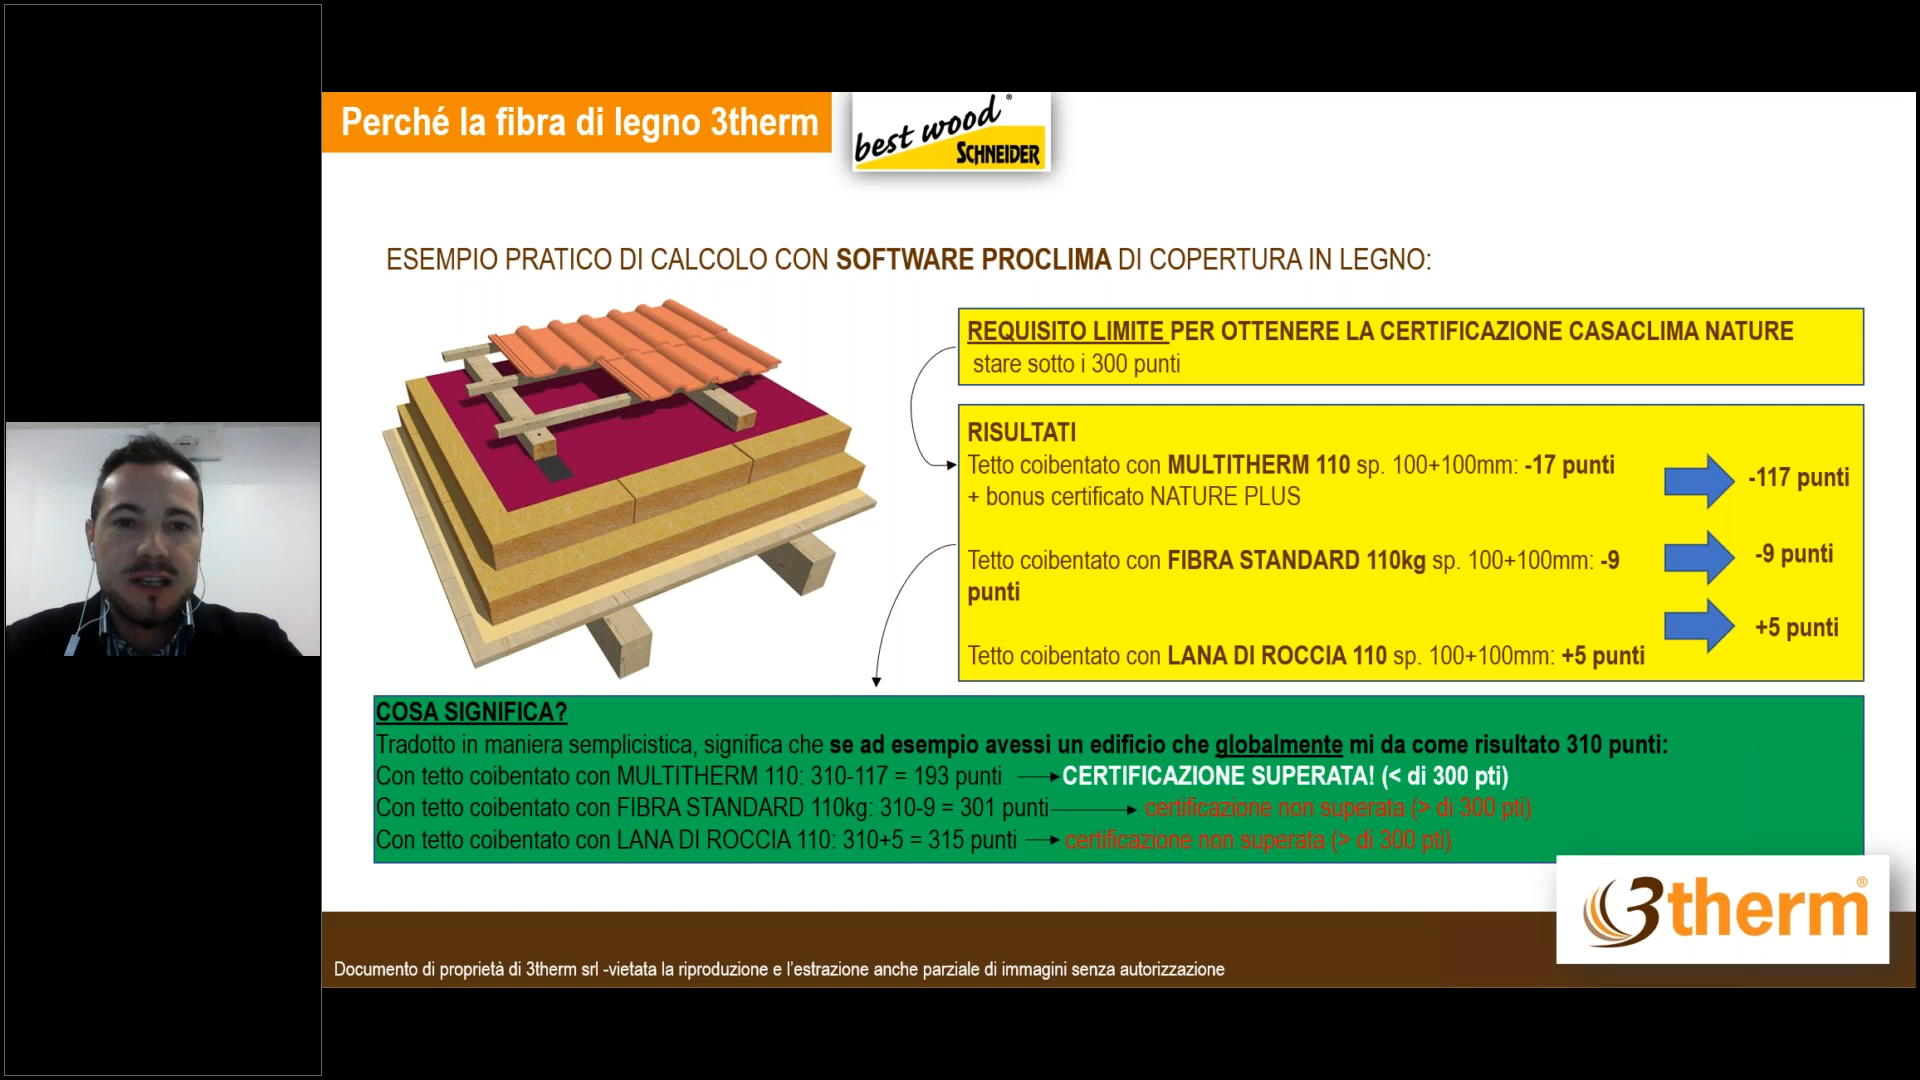 Perché la fibra di legno 3therm
best wood®
SCHNEIDER
ESEMPIO PRATICO DI CALCOLO CON SOFTWARE PROCLIMA DI COPERTURA IN LEGNO:
REQUISITO LIMITE PER OTTENERE LA CERTIFICAZIONE CASACLIMA NATURE
stare sotto i 300 punti
RISULTATI
Tetto coibentato con MULTITHERM 110 sp. 100+100mm: -17 punti
+ bonus certificato NATURE PLUS
-117 punti
Tetto coibentato con FIBRA STANDARD 110kg sp. 100+100mm: -9
punti
-9 punti
Tetto coibentato con LANA DI ROCCIA 110 sp. 100+100mm: +5 punti
+5 punti
COSA SIGNIFICA?
Tradotto in maniera semplicistica, significa che se ad esempio avessi un edificio che globalmente mi da come risultato 310 punti:
Con tetto coibentato con MULTITHERM 110: 310-117 = 193 punti CERTIFICAZIONE SUPERATA! (< di 300 pti)
Con tetto coibentato con FIBRA STANDARD 110kg: 310-9 = 301 punti certificazione non superata (> di 300 pti)
Con tetto coibentato con LANA DI ROCCIA 110: 310+5 = 315 punti certificazione non superata (> di 300 pti)
3therm®
Documento di proprietà di 3therm srl -vietata la riproduzione e l'estrazione anche parziale di immagini senza autorizzazione